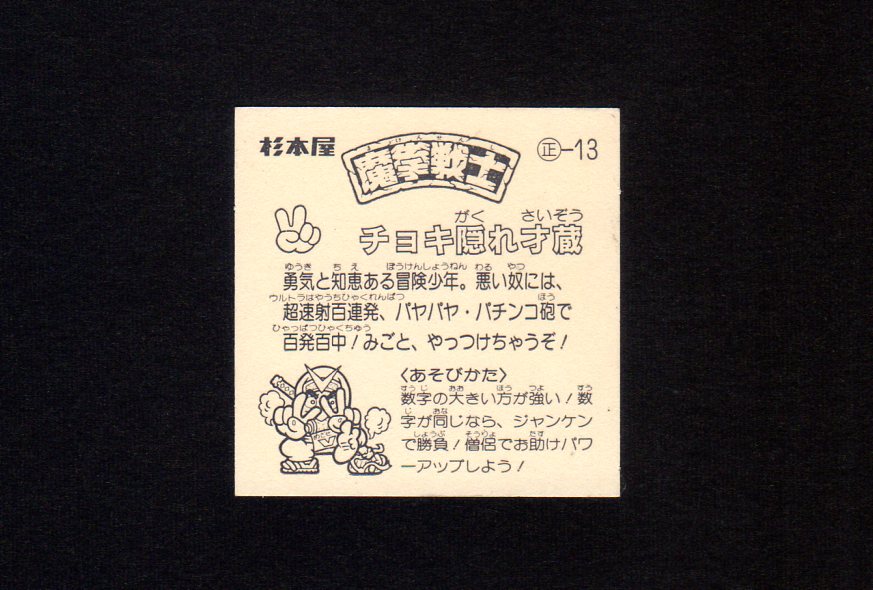 杉本屋
まけんせんし
魔拳戦士
㊣-13
がく さいぞう
チョキ隠れ才蔵
ゆうき ちえ ぼうけんしょうねん わる やつ
勇気と知恵ある冒険少年。悪い奴には、
ウルトラはやうちひゃくれんぱつ ほう
超速射百連発、パヤパヤ・パチンコ砲で
ひゃっぱつひゃくちゅう
百発百中！みごと、やっつけちゃうぞ！
〈あそびかた〉
すうじ おお ほう つよ すう
数字の大きい方が強い！数
じ おな
字が同じなら、ジャンケン
しょうぶ そうりょ たす
で勝負！僧侶でお助けパワ
ーアップしよう！